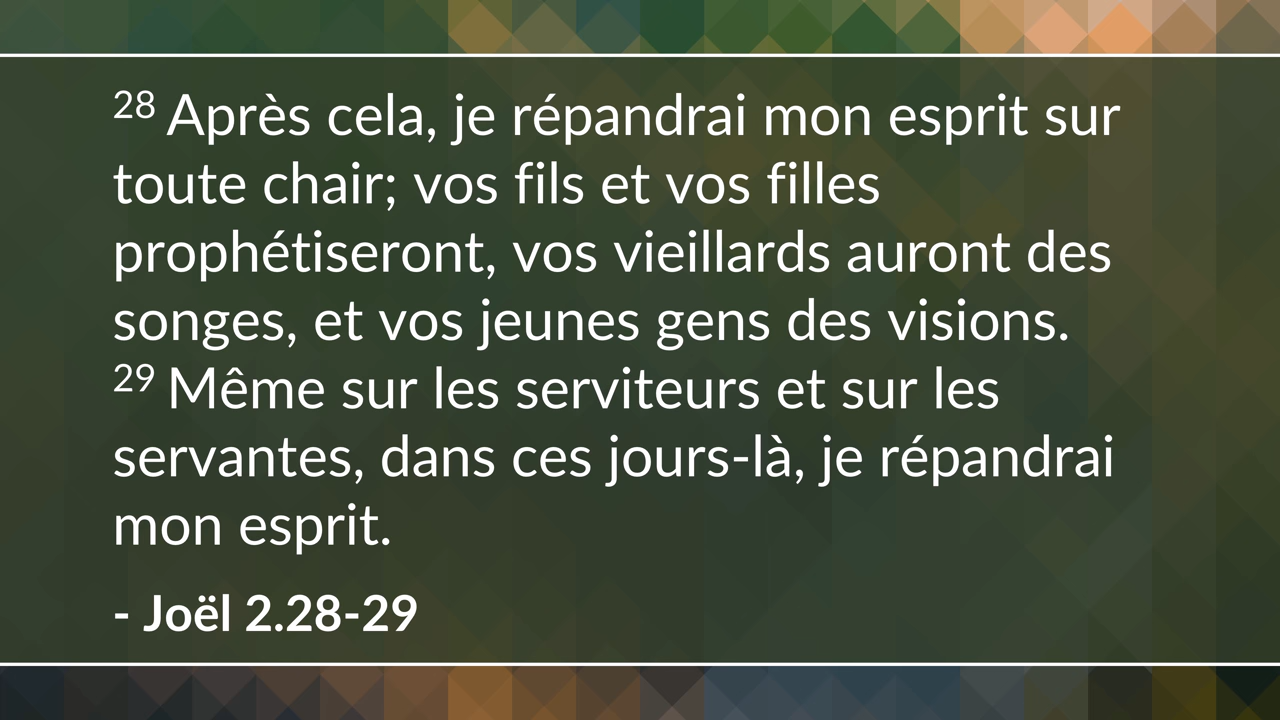 28 Après cela, je répandrai mon esprit sur
toute chair; vos fils et vos filles
prophétiseront, vos vieillards auront des
songes, et vos jeunes gens des visions.
29 Même sur les serviteurs et sur les
servantes, dans ces jours-là, je répandrai
mon esprit.
- Joël 2.28-29